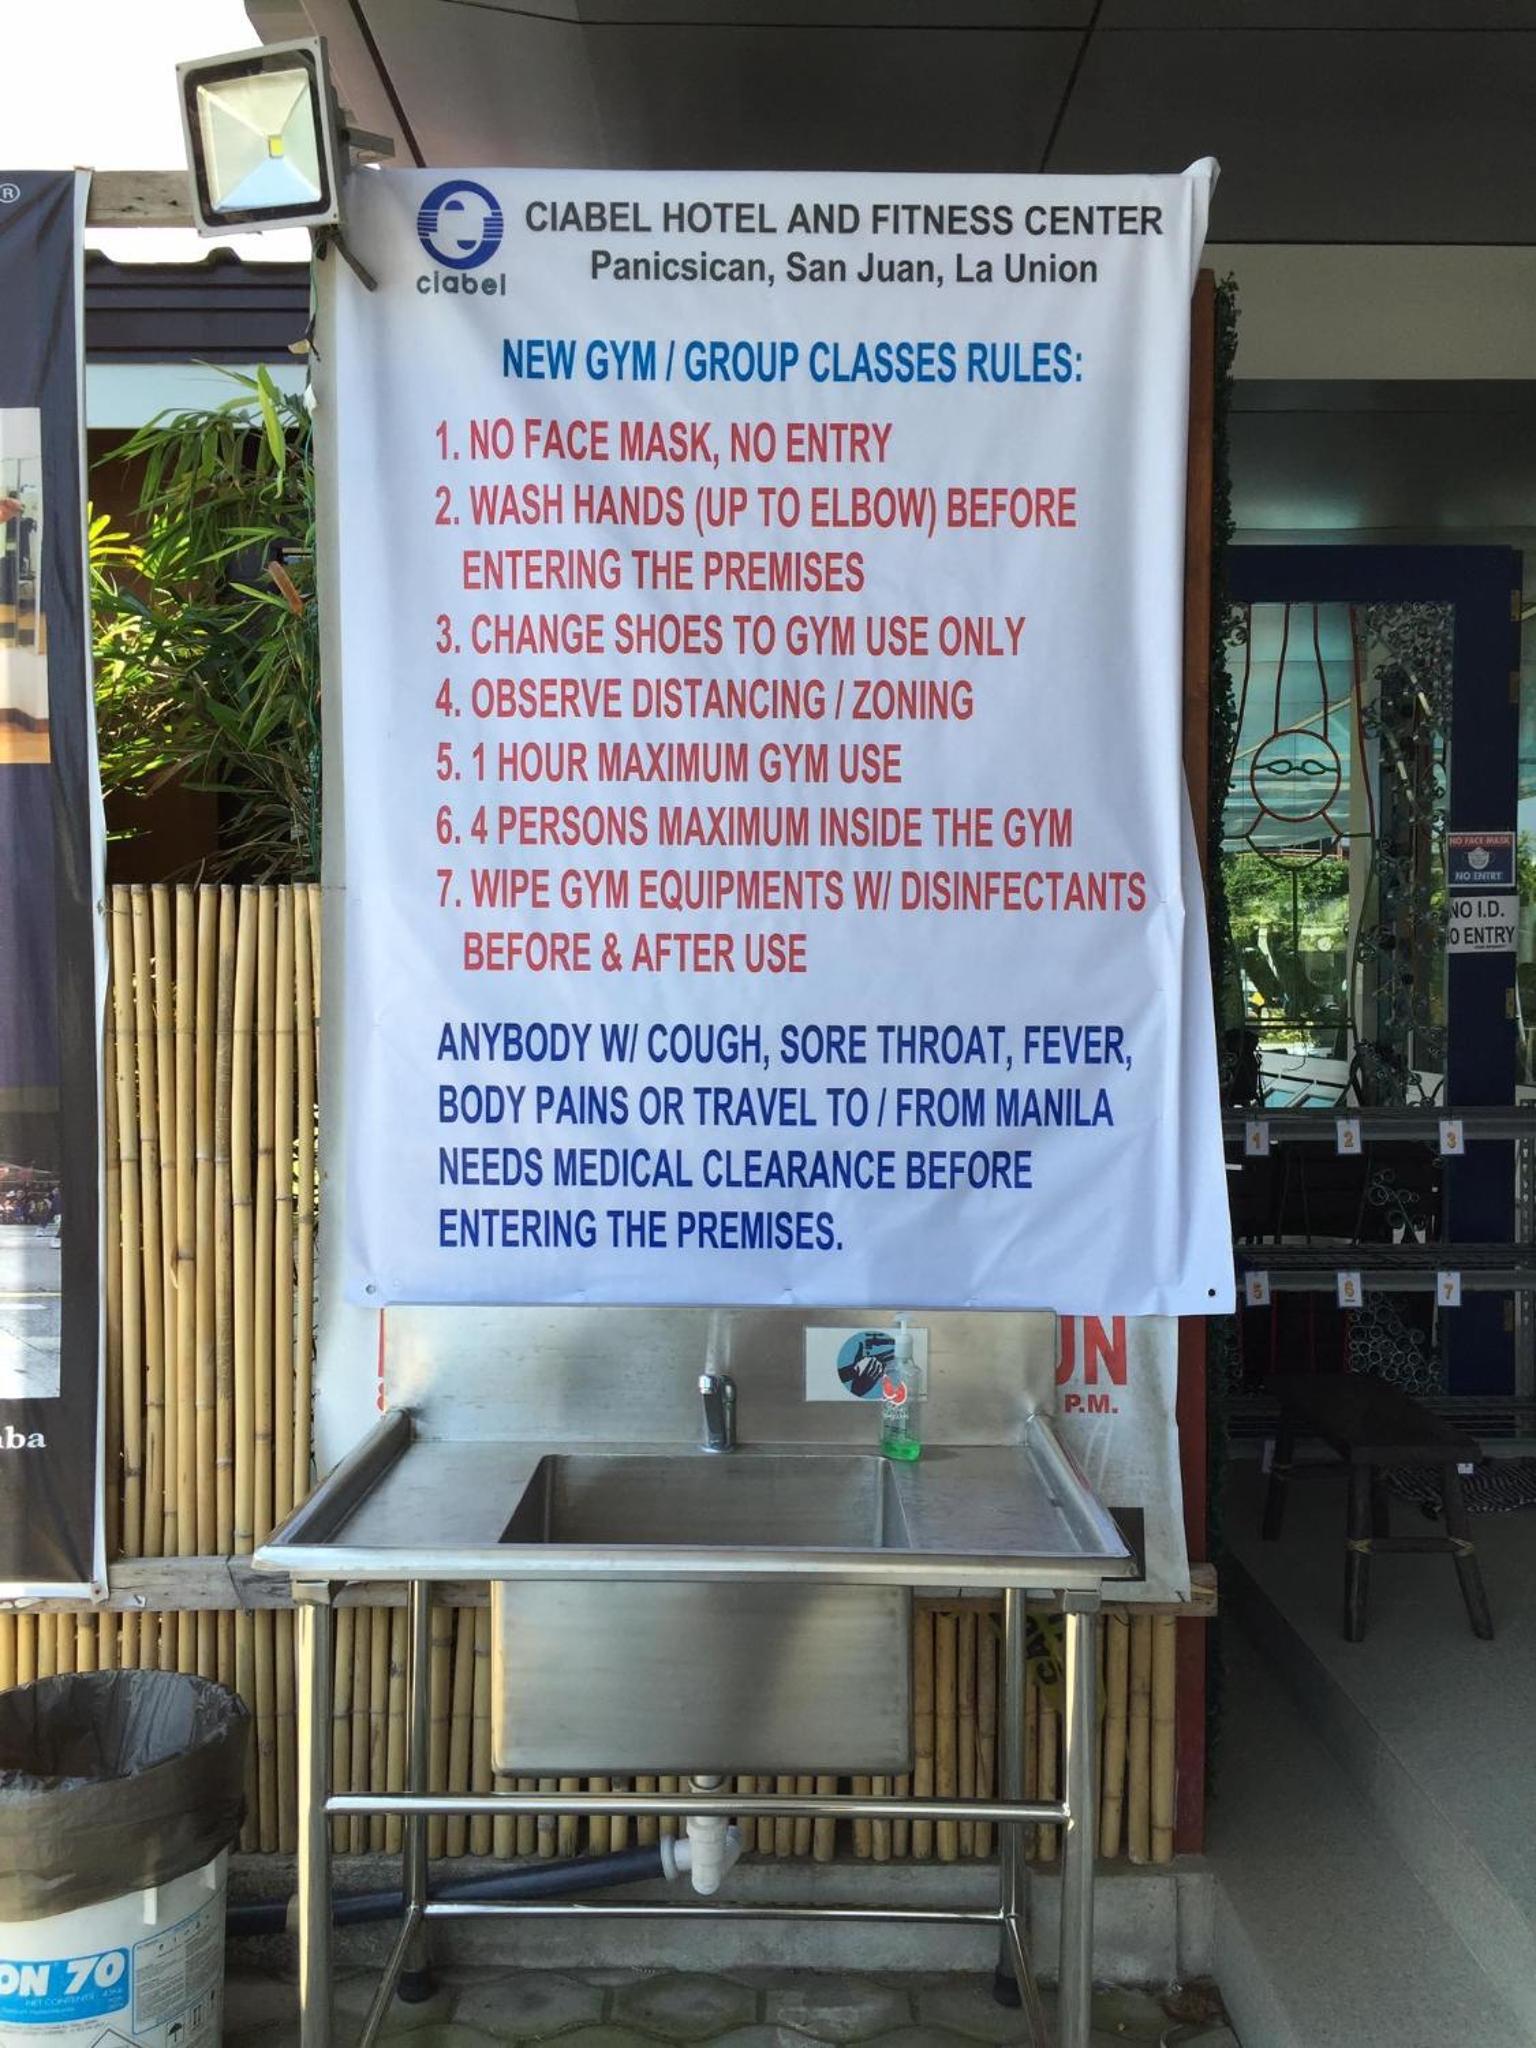 ®
ciabel
CIABEL HOTEL AND FITNESS CENTER
Panicsican, San Juan, La Union
NEW GYM / GROUP CLASSES RULES:
1. NO FACE MASK, NO ENTRY
2. WASH HANDS (UP TO ELBOW) BEFORE
ENTERING THE PREMISES
3. CHANGE SHOES TO GYM USE ONLY
4. OBSERVE DISTANCING / ZONING
5. 1 HOUR MAXIMUM GYM USE
6. 4 PERSONS MAXIMUM INSIDE THE GYM
7. WIPE GYM EQUIPMENTS W/ DISINFECTANTS
BEFORE & AFTER USE
ANYBODY W/ COUGH, SORE THROAT, FEVER,
BODY PAINS OR TRAVEL TO / FROM MANILA
NEEDS MEDICAL CLEARANCE BEFORE
ENTERING THE PREMISES.
NO FACE MASK
NO ENTRY
NO I.D.
O ENTRY
1 2 3
5 6 7
UN
P.M.
ba
ON 70
NET CONTENTS